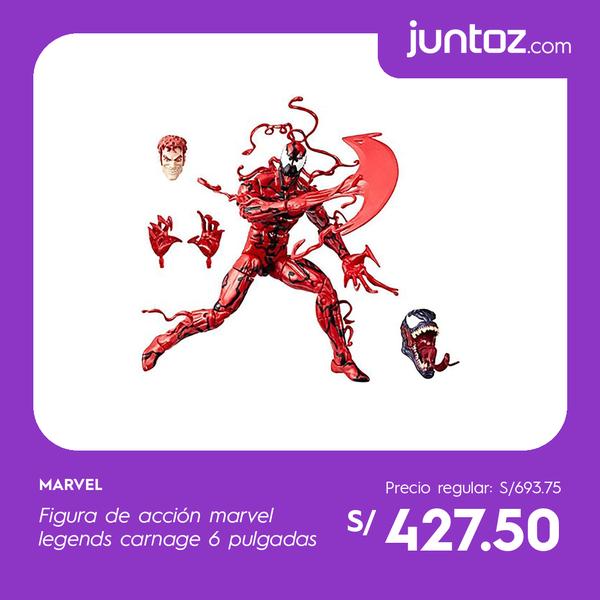 juntoz.com
MARVEL
Figura de acción marvel
legends carnage 6 pulgadas
Precio regular: S/693.75
S/ 427.50